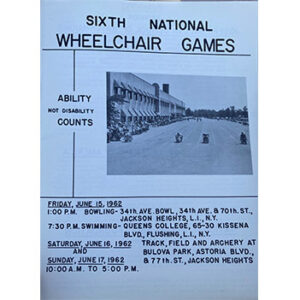 SIXTH NATIONAL
WHEELCHAIR GAMES
ABILITY
NOT DISABILITY
COUNTS
FRIDAY, JUNE 15, 1962
1:00 P.M. BOWLING- 34th AVE. BOWL, 34th AVE. & 70th ST.,
JACKSON HEIGHTS, L.I., N.Y.
7:30 P.M. SWIMMING- QUEENS COLLEGE, 65-30 KISSENA
BLVD., FLUSHING, L.I., N.Y.
SATURDAY, JUNE 16, 1962 TRACK, FIELD AND ARCHERY AT
AND BULOVA PARK, ASTORIA BLVD.,
SUNDAY, JUNE 17, 1962 & 77th ST., JACKSON HEIGHTS
10:00 A.M. TO 5:00 P.M.